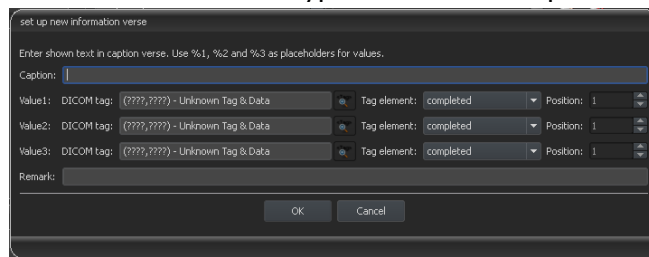 set up new information verse
Enter shown text in caption verse. Use %1, %2 and %3 as placeholders for values.
Caption:
Value1: DICOM tag: (????,????) - Unknown Tag & Data Tag element: completed Position: 1
Value2: DICOM tag: (????,????) - Unknown Tag & Data Tag element: completed Position: 1
Value3: DICOM tag: (????,????) - Unknown Tag & Data Tag element: completed Position: 1
Remark:
OK Cancel